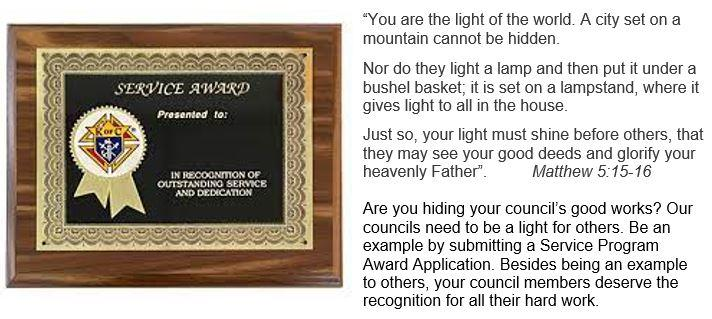 SERVICE AWARD
Presented to:
K of C
IN RECOGNITION OF
OUTSTANDING SERVICE
AND DEDICATION
“You are the light of the world. A city set on a
mountain cannot be hidden.
Nor do they light a lamp and then put it under a
bushel basket; it is set on a lampstand, where it
gives light to all in the house.
Just so, your light must shine before others, that
they may see your good deeds and glorify your
heavenly Father”. Matthew 5:15-16
Are you hiding your council’s good works? Our
councils need to be a light for others. Be an
example by submitting a Service Program
Award Application. Besides being an example
to others, your council members deserve the
recognition for all their hard work.